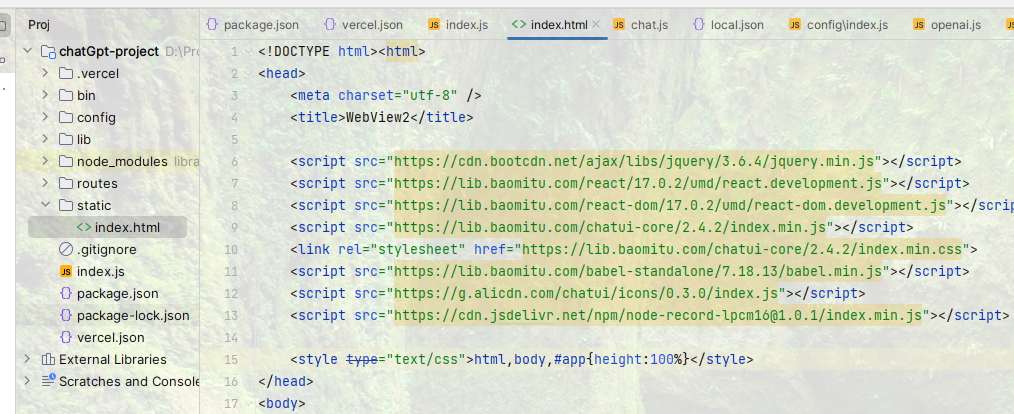 Proj
package.json
vercel.json
JS index.js
<> index.html
JS chat.js
local.json
JS config\index.js
JS openai.js
chatGpt-project D:\Pro
.vercel
bin
config
lib
node_modules libra
routes
static
<> index.html
.gitignore
JS index.js
package.json
package-lock.json
vercel.json
External Libraries
Scratches and Console
1 <!DOCTYPE html><html>
2 <head>
3 <meta charset="utf-8" />
4 <title>WebView2</title>
5
6 <script src="https://cdn.bootcdn.net/ajax/libs/jquery/3.6.4/jquery.min.js"></script>
7 <script src="https://lib.baomitu.com/react/17.0.2/umd/react.development.js"></script>
8 <script src="https://lib.baomitu.com/react-dom/17.0.2/umd/react-dom.development.js"></scrip
9 <script src="https://lib.baomitu.com/chatui-core/2.4.2/index.min.js"></script>
10 <link rel="stylesheet" href="https://lib.baomitu.com/chatui-core/2.4.2/index.min.css">
11 <script src="https://lib.baomitu.com/babel-standalone/7.18.13/babel.min.js"></script>
12 <script src="https://g.alicdn.com/chatui/icons/0.3.0/index.js"></script>
13 <script src="https://cdn.jsdelivr.net/npm/node-record-lpcm16@1.0.1/index.min.js"></script>
14
15 <style type="text/css">html,body,#app{height:100%}</style>
16 </head>
17 <body>